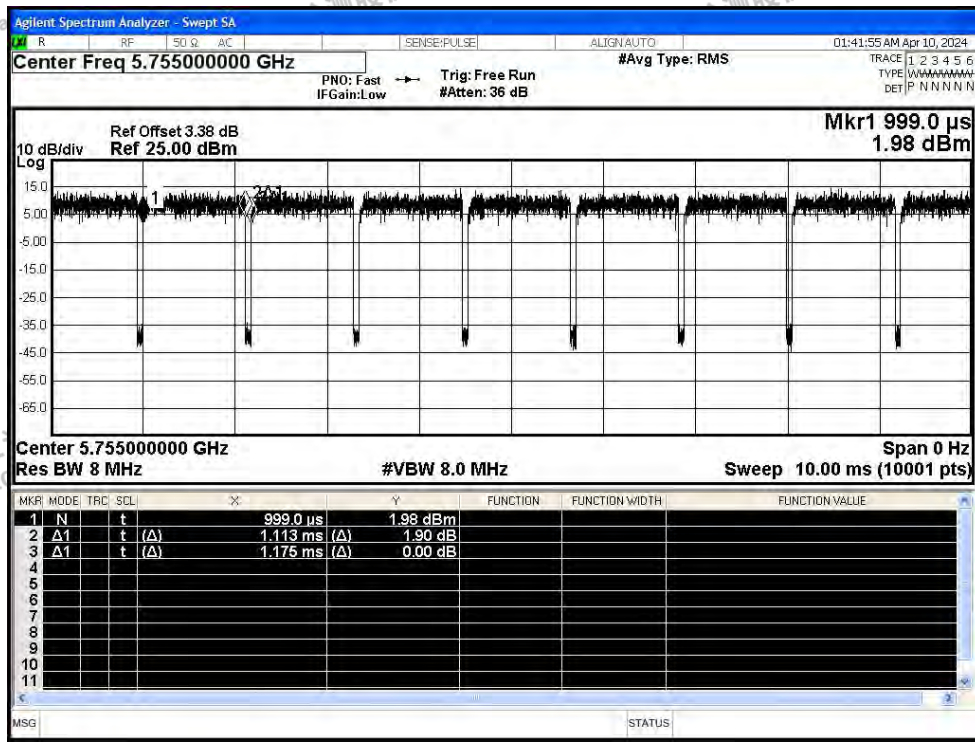 Agilent Spectrum Analyzer - Swept SA
R RF 50 Ω AC SENSE:PULSE ALIGN AUTO 01:41:55 AM Apr 10, 2024
Center Freq 5.755000000 GHz #Avg Type: RMS TRACE 1 2 3 4 5 6
PNO: Fast Trig: Free Run TYPE WWWWWW
IFGain:Low #Atten: 36 dB DET P N N N N N
Mkr1 999.0 µs
Ref Offset 3.38 dB
10 dB/div Ref 25.00 dBm 1.98 dBm
Log
15.0
1
5.00
-5.00
-15.0
-25.0
-35.0
-45.0
-55.0
-65.0
Center 5.755000000 GHz Span 0 Hz
Res BW 8 MHz #VBW 8.0 MHz Sweep 10.00 ms (10001 pts)
MKR MODE TRC SCL X Y FUNCTION FUNCTION WIDTH FUNCTION VALUE
1 N t 999.0 µs 1.98 dBm
2 Δ1 t (Δ) 1.113 ms (Δ) 1.90 dB
3 Δ1 t (Δ) 1.175 ms (Δ) 0.00 dB
4
5
6
7
8
9
10
11
MSG STATUS